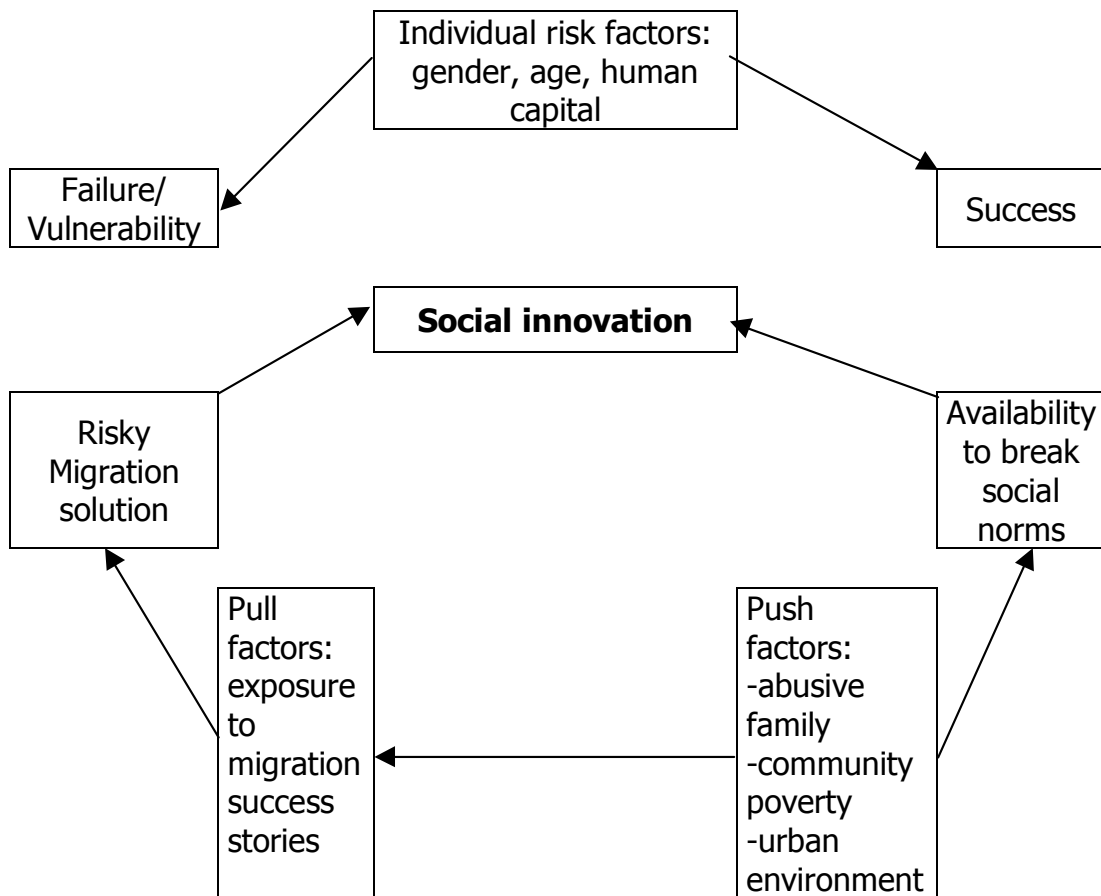 Individual risk factors:
gender, age, human
capital
Failure/
Vulnerability
Success
Social innovation
Risky
Migration
solution
Availability
to break
social
norms
Pull
factors:
exposure
to
migration
success
stories
Push
factors:
-abusive
family
-community
poverty
-urban
environment